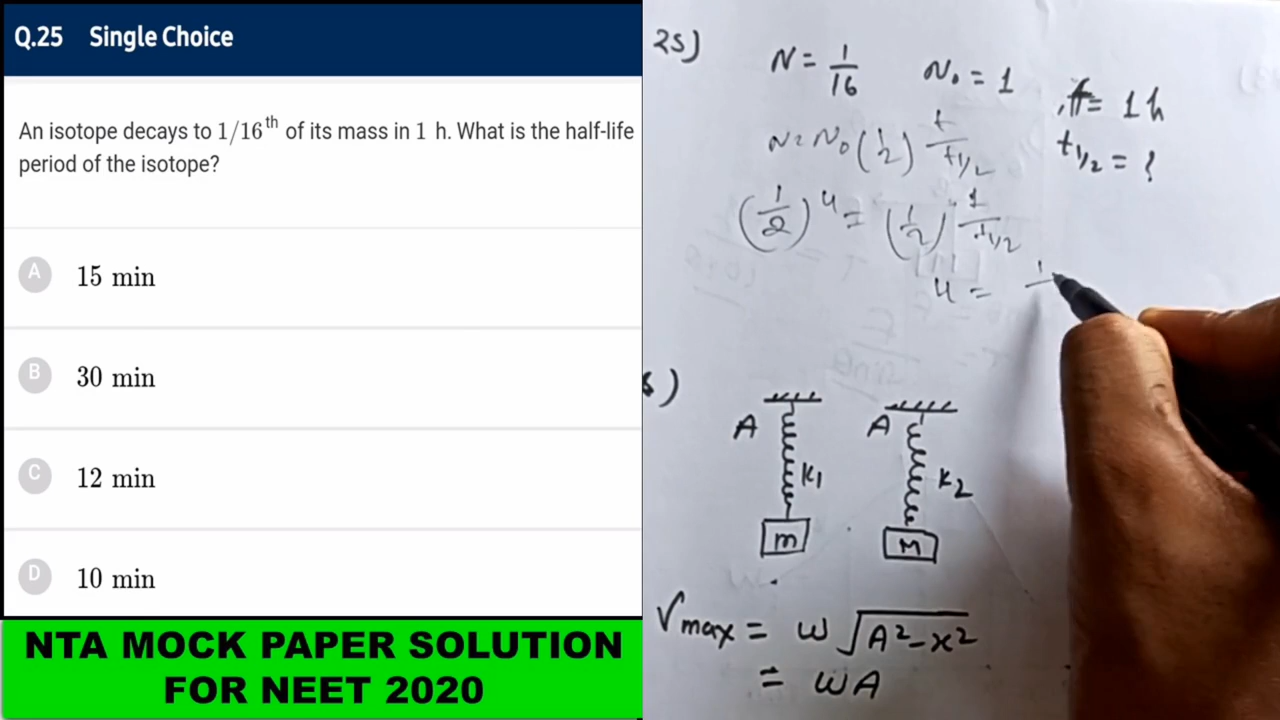 Q.25 Single Choice
An isotope decays to 1/16th of its mass in 1 h. What is the half-life
period of the isotope?
A 15 min
B 30 min
C 12 min
D 10 min
NTA MOCK PAPER SOLUTION
FOR NEET 2020
25)
N = 1/16 N₀ = 1 t = 1 h
N = N₀ (1/2)^(t/t1/2) t1/2 = ?
(1/2)^4 = (1/2)^(1/t1/2)
4 = 1
6)
A A
K1 K2
m M
Vmax = ω √(A² - x²)
= ωA